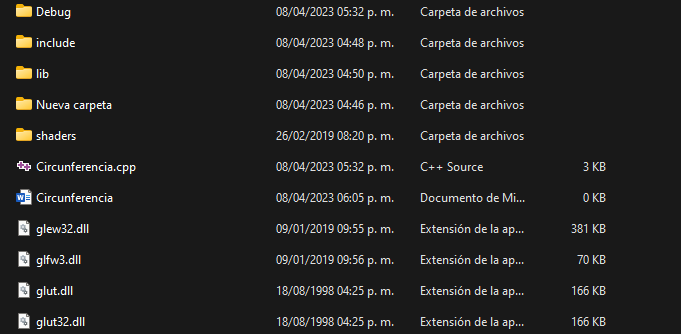 Debug 08/04/2023 05:32 p. m. Carpeta de archivos
include 08/04/2023 04:48 p. m. Carpeta de archivos
lib 08/04/2023 04:50 p. m. Carpeta de archivos
Nueva carpeta 08/04/2023 04:46 p. m. Carpeta de archivos
shaders 26/02/2019 08:20 p. m. Carpeta de archivos
Circunferencia.cpp 08/04/2023 05:32 p. m. C++ Source 3 KB
Circunferencia 08/04/2023 06:05 p. m. Documento de Mi... 0 KB
glew32.dll 09/01/2019 09:55 p. m. Extensión de la ap... 381 KB
glfw3.dll 09/01/2019 09:56 p. m. Extensión de la ap... 70 KB
glut.dll 18/08/1998 04:25 p. m. Extensión de la ap... 166 KB
glut32.dll 18/08/1998 04:25 p. m. Extensión de la ap... 166 KB